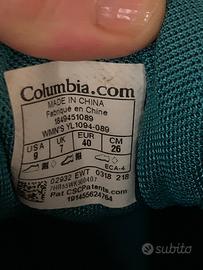 Columbia.com
MADE IN CHINA
Fabriqué en Chine
1849451089
WMN'S YL1094-089
USA UK EUR CM
9 7 40 26
ECA-4
02932 EWT 0318 218
Pat CSCPatents.com
191455624764
subito